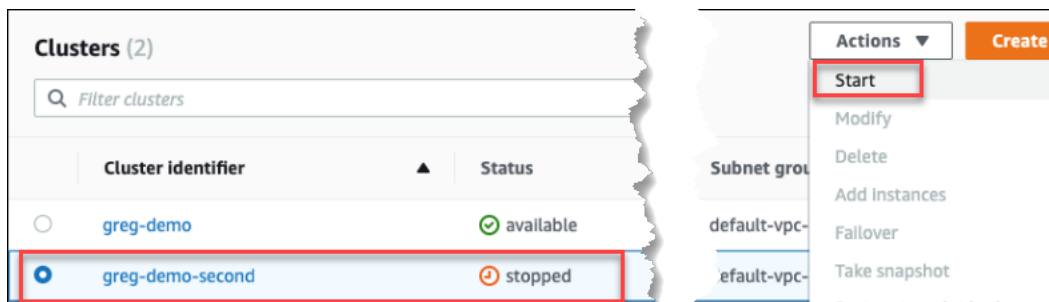 Clusters (2)
Actions ▼
Create
Filter clusters
Start
Modify
Delete
Add instances
Failover
Take snapshot
Cluster identifier ▲ Status Subnet grou
greg-demo available default-vpc-
greg-demo-second stopped efault-vpc-